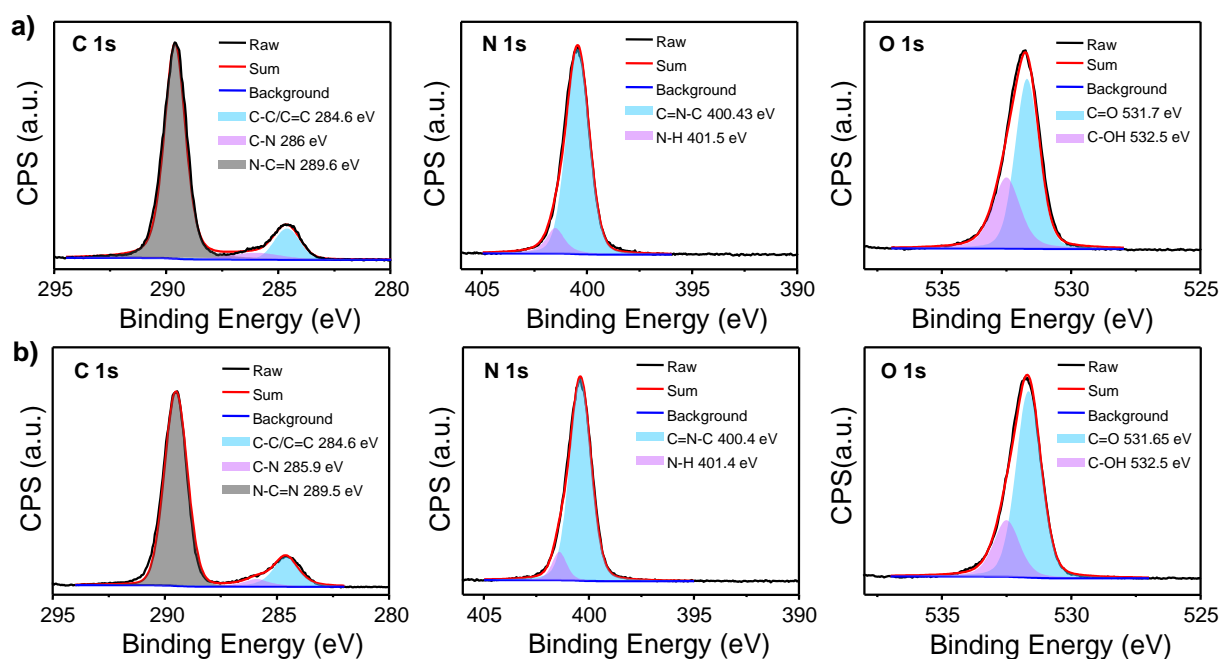 a)
C 1s
Raw
Sum
Background
C-C/C=C 284.6 eV
C-N 286 eV
N-C=N 289.6 eV
CPS (a.u.)
295 290 285 280
Binding Energy (eV)
N 1s
Raw
Sum
Background
C=N-C 400.43 eV
N-H 401.5 eV
CPS (a.u.)
405 400 395 390
Binding Energy (eV)
O 1s
Raw
Sum
Background
C=O 531.7 eV
C-OH 532.5 eV
CPS (a.u.)
535 530 525
Binding Energy (eV)
b)
C 1s
Raw
Sum
Background
C-C/C=C 284.6 eV
C-N 285.9 eV
N-C=N 289.5 eV
CPS (a.u.)
295 290 285 280
Binding Energy (eV)
N 1s
Raw
Sum
Background
C=N-C 400.4 eV
N-H 401.4 eV
CPS (a.u.)
405 400 395 390
Binding Energy (eV)
O 1s
Raw
Sum
Background
C=O 531.65 eV
C-OH 532.5 eV
CPS(a.u.)
535 530 525
Binding Energy (eV)